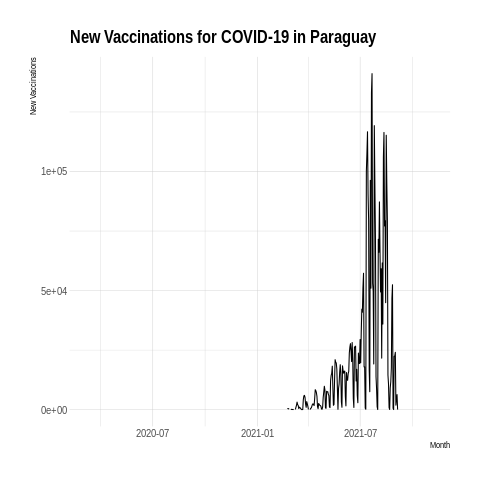 New Vaccinations for COVID-19 in Paraguay
New Vaccinations
1e+05
5e+04
0e+00
2020-07
2021-01
2021-07
Month